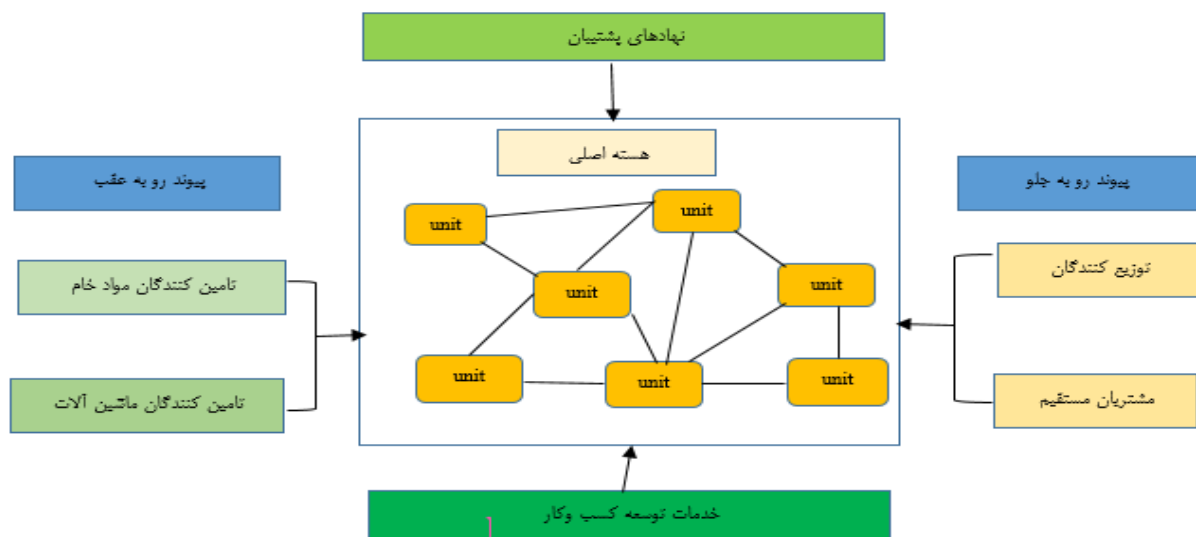 نهادهای پشتیبان
هسته اصلی
پیوند رو به عقب
پیوند رو به جلو
unit
unit
unit
unit
unit
unit
unit
تامین کنندگان مواد خام
توزیع کنندگان
تامین کنندگان ماشین آلات
مشتریان مستقیم
خدمات توسعه کسب وکار